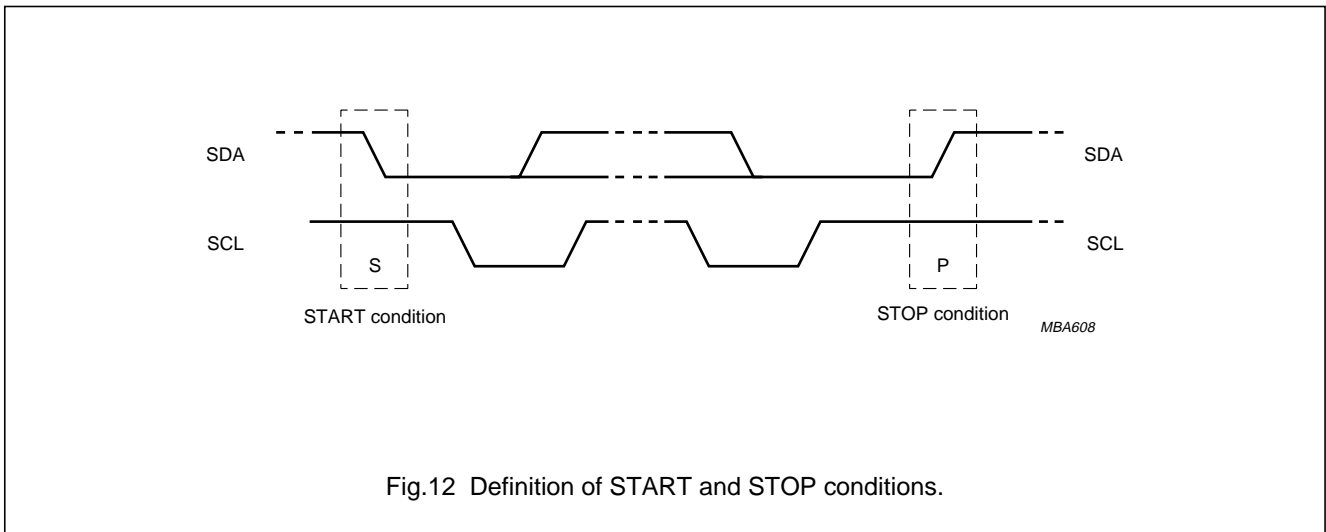 SDA
SDA
SCL
SCL
S
P
START condition
STOP condition
MBA608
Fig.12 Definition of START and STOP conditions.